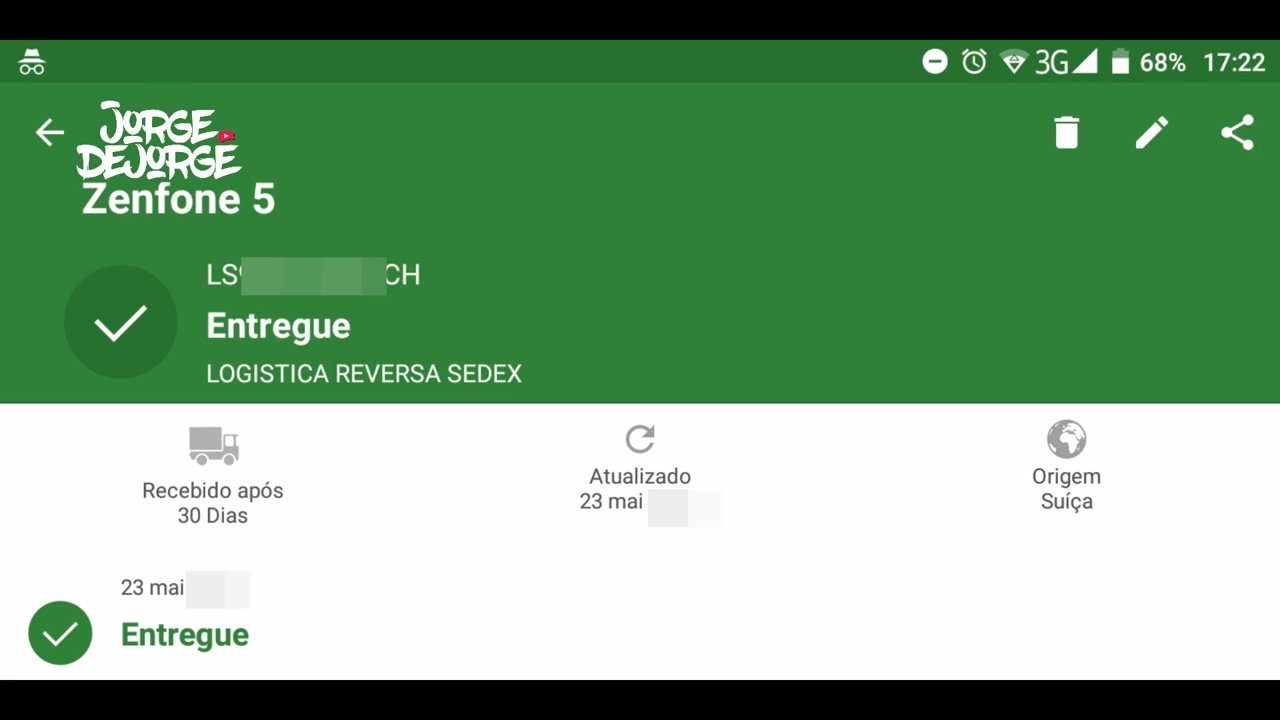 3G 68% 17:22
JORGE
DEJORGE
Zenfone 5
LS CH
Entregue
LOGISTICA REVERSA SEDEX
Recebido após
30 Dias
Atualizado
23 mai
Origem
Suíça
23 mai
Entregue